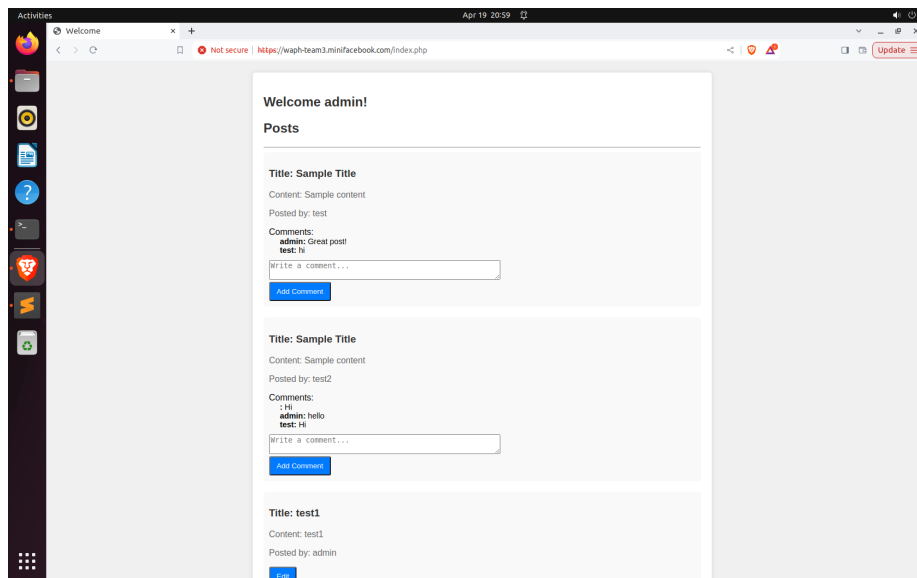 Activities
Apr 19 20:59
Welcome
Not secure
https://waph-team3.minifacebook.com/index.php
Update
Welcome admin!
Posts
Title: Sample Title
Content: Sample content
Posted by: test
Comments:
admin: Great post!
test: hi
Write a comment...
Add Comment
Title: Sample Title
Content: Sample content
Posted by: test2
Comments:
: Hi
admin: hello
test: Hi
Write a comment...
Add Comment
Title: test1
Content: test1
Posted by: admin
Edit